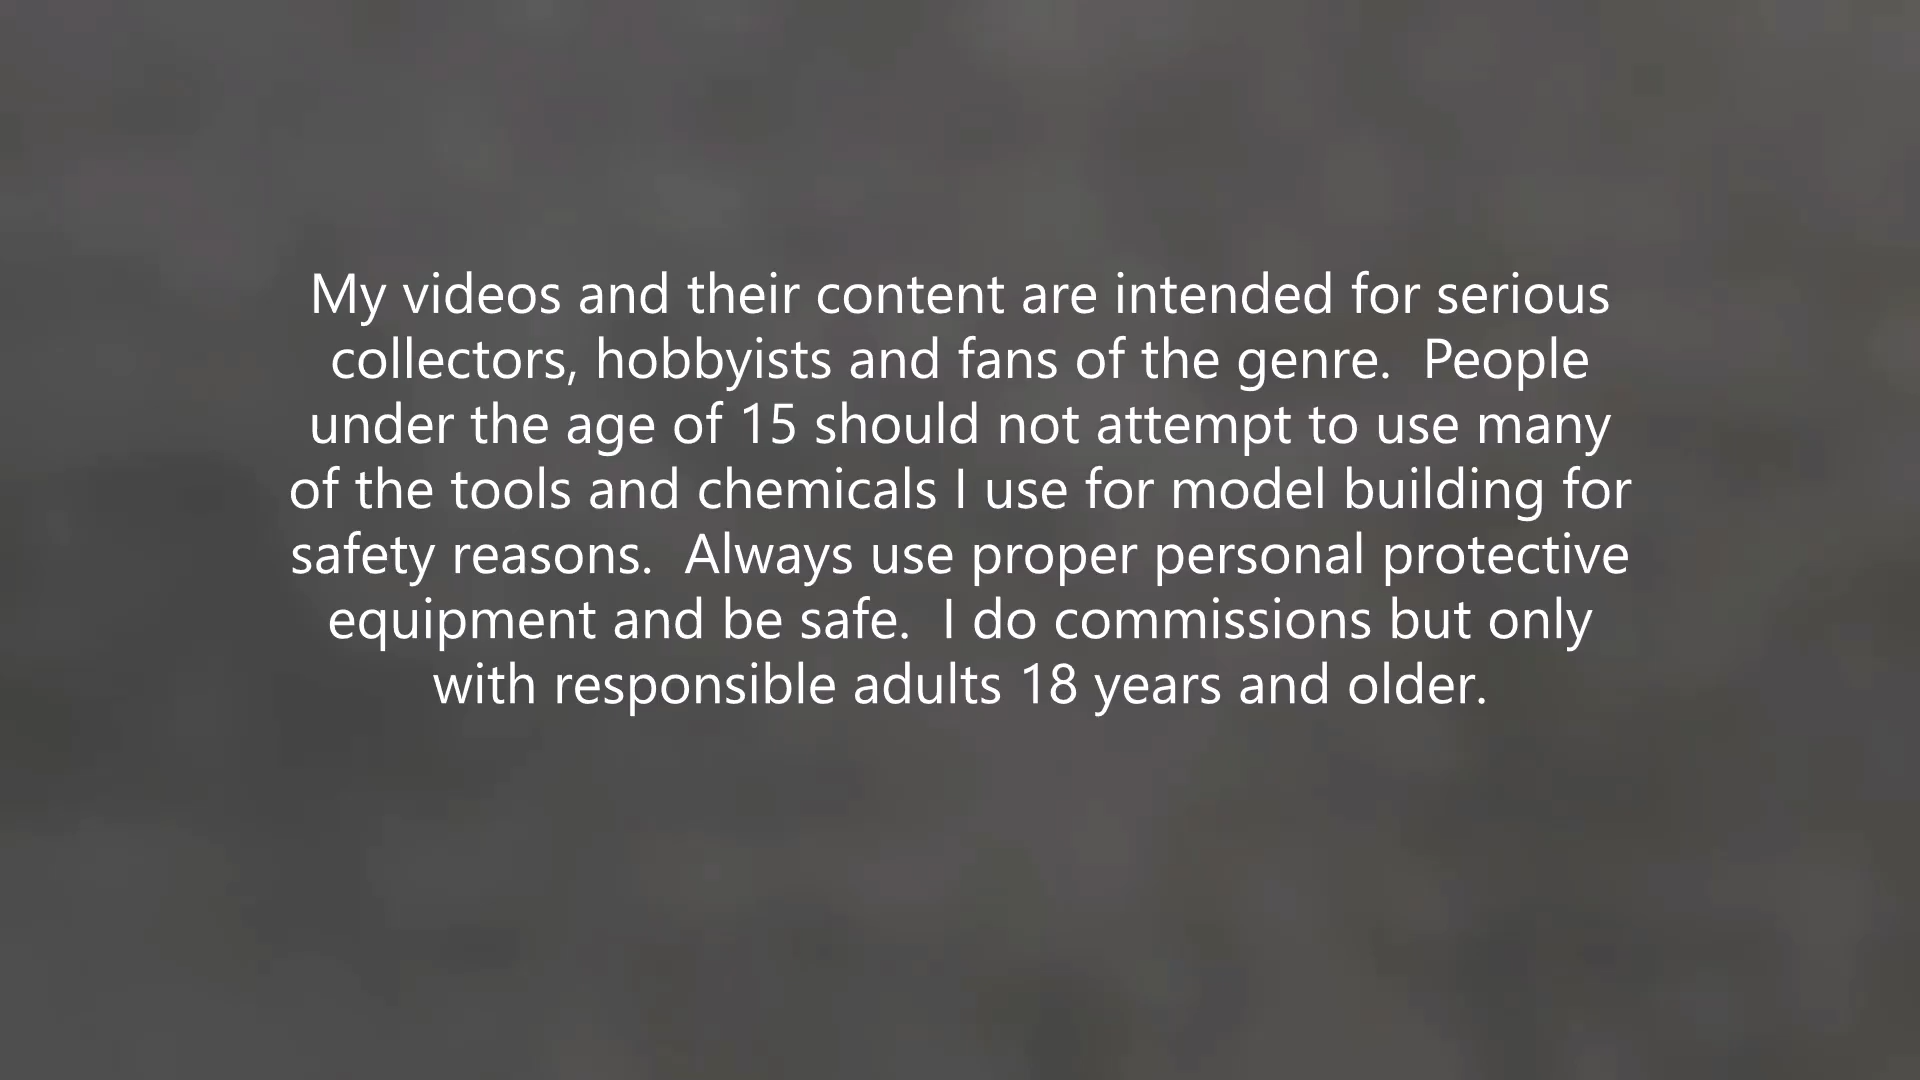 My videos and their content are intended for serious
collectors, hobbyists and fans of the genre.  People
under the age of 15 should not attempt to use many
of the tools and chemicals I use for model building for
safety reasons.  Always use proper personal protective
equipment and be safe.  I do commissions but only
with responsible adults 18 years and older.